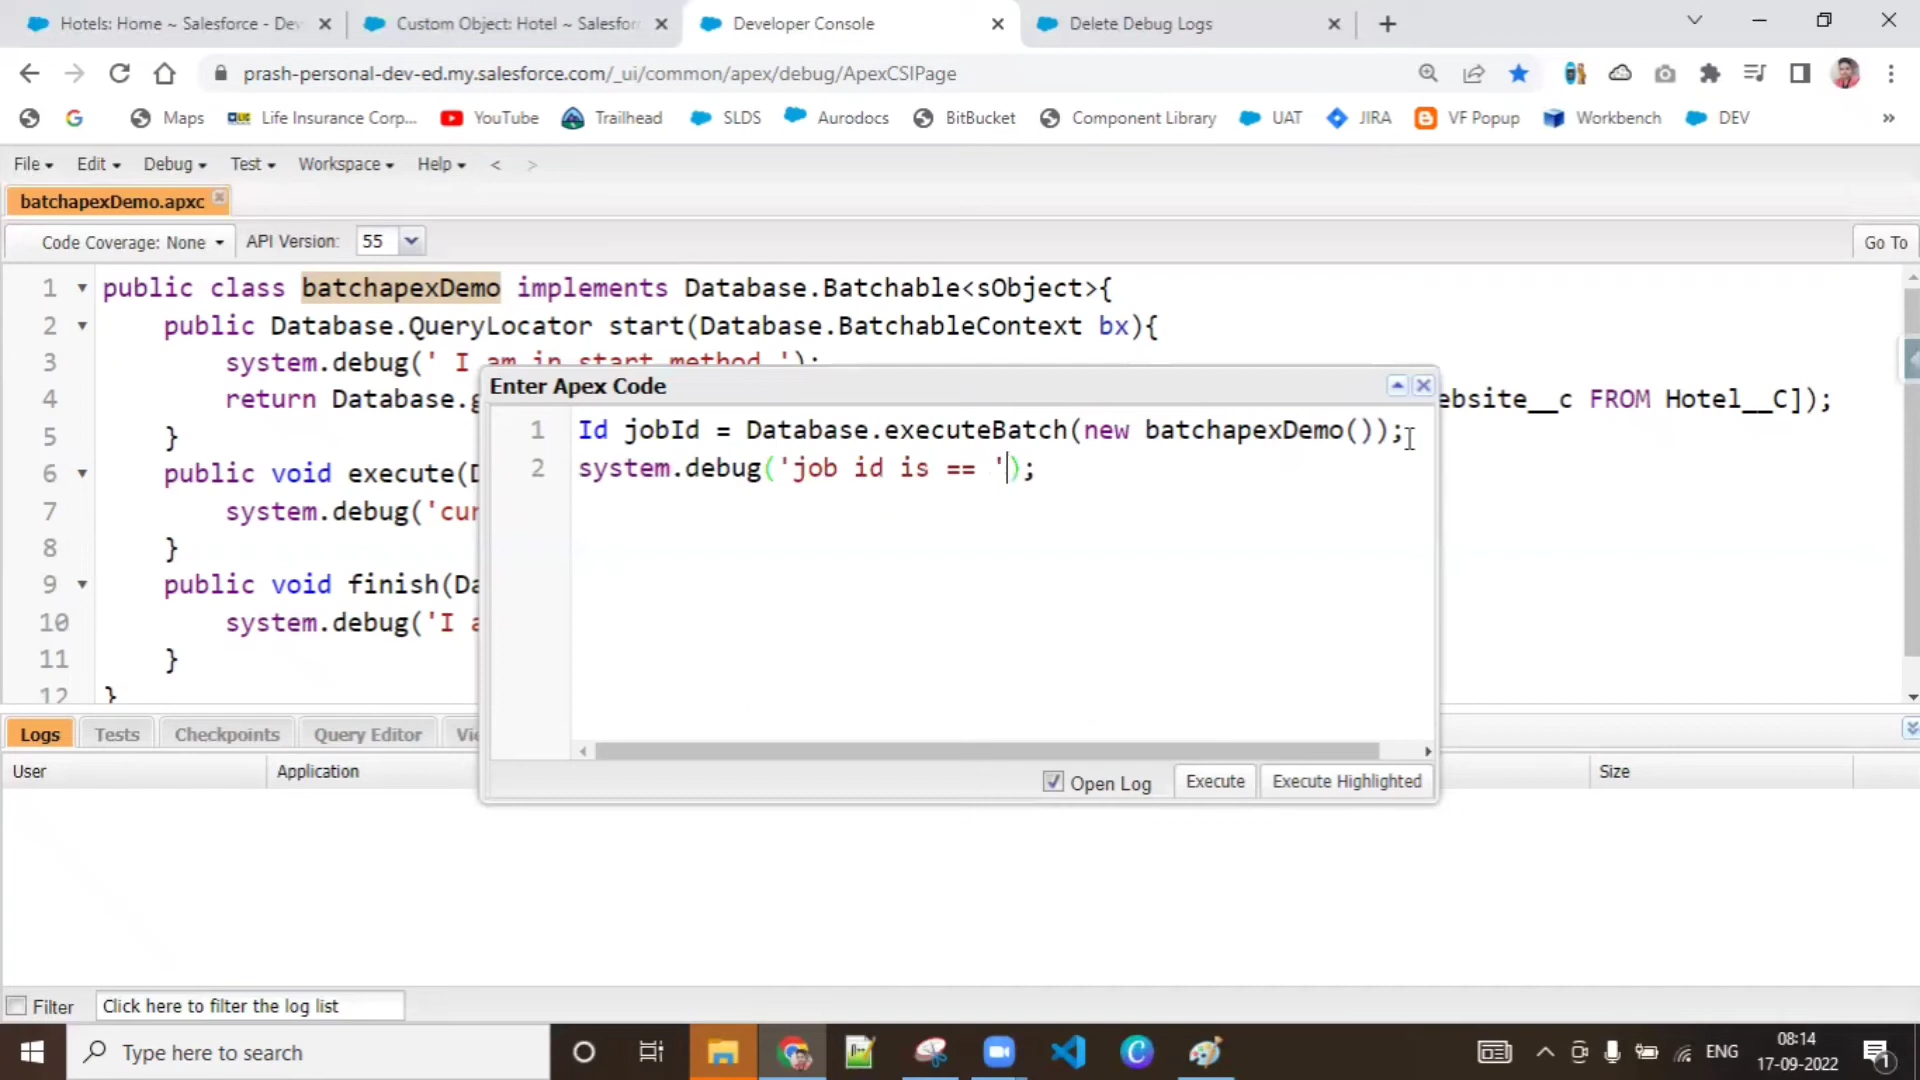 Hotels: Home ~ Salesforce - Dev
Custom Object: Hotel ~ Salesfor
Developer Console
Delete Debug Logs
prash-personal-dev-ed.my.salesforce.com/_ui/common/apex/debug/ApexCSIPage
Maps
Life Insurance Corp...
YouTube
Trailhead
SLDS
Aurodocs
BitBucket
Component Library
UAT
JIRA
VF Popup
Workbench
DEV
»
File
Edit
Debug
Test
Workspace
Help
<
>
batchapexDemo.apxc
Code Coverage: None
API Version:
55
Go To
1 public class batchapexDemo implements Database.Batchable<sObject>{
2 public Database.QueryLocator start(Database.BatchableContext bx){
3 system.debug(' I am in start method ');
4 return Database.g
ebsite__c FROM Hotel__C]);
5 }
6 public void execute(D
7 system.debug('cur
8 }
9 public void finish(Da
10 system.debug('I a
11 }
12 }
Enter Apex Code
1 Id jobId = Database.executeBatch(new batchapexDemo());
2 system.debug('job id is == ');
Open Log
Execute
Execute Highlighted
Logs
Tests
Checkpoints
Query Editor
User
Application
Size
Filter
Click here to filter the log list
Type here to search
ENG
08:14
17-09-2022
1